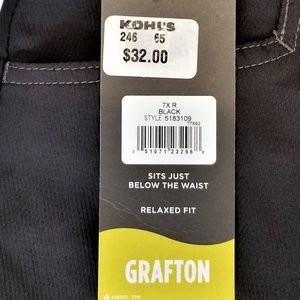 KOHL'S
246 65
$32.00
7X R
BLACK
STYLE 5183109
SITS JUST
BELOW THE WAIST
RELAXED FIT
GRAFTON